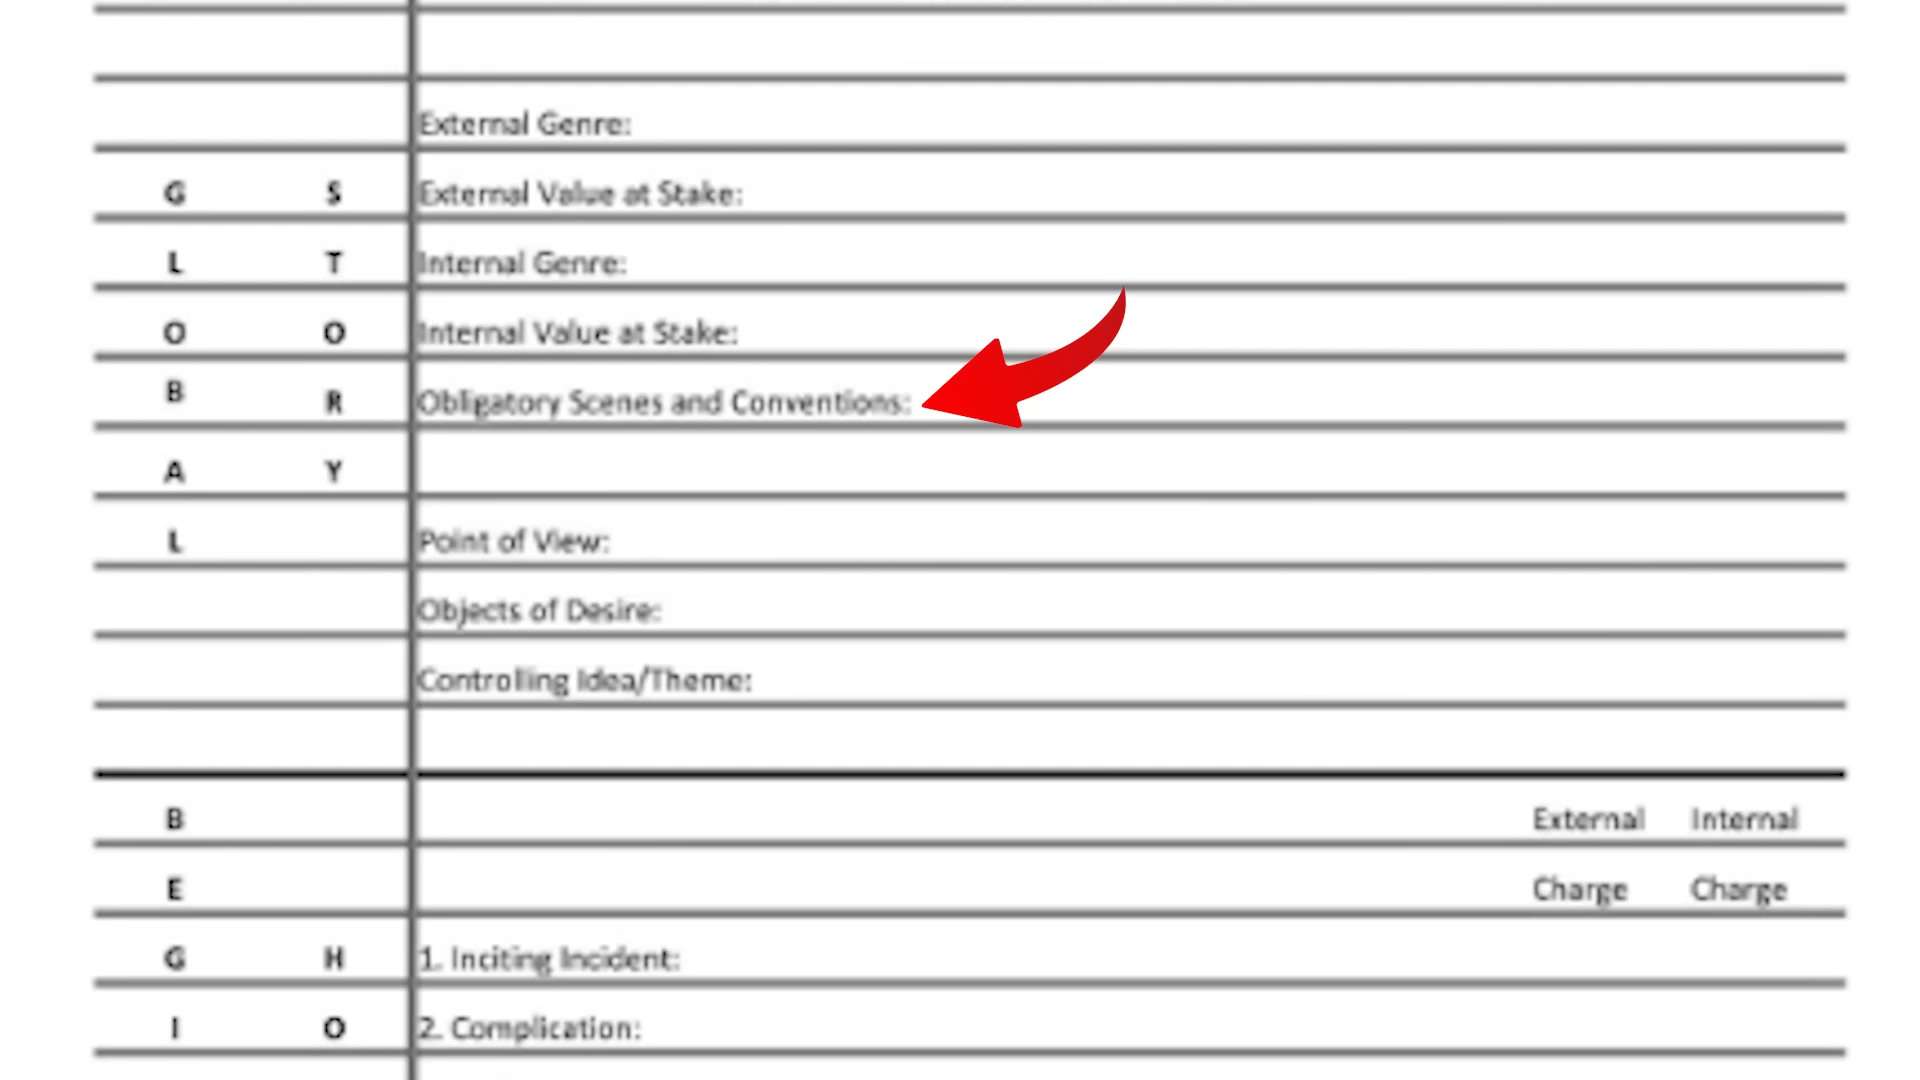 External Genre:
G S External Value at Stake:
L T Internal Genre:
O O Internal Value at Stake:
B R Obligatory Scenes and Conventions:
A Y
L Point of View:
Objects of Desire:
Controlling Idea/Theme:
B External Internal
E Charge Charge
G H 1. Inciting Incident:
I O 2. Complication: